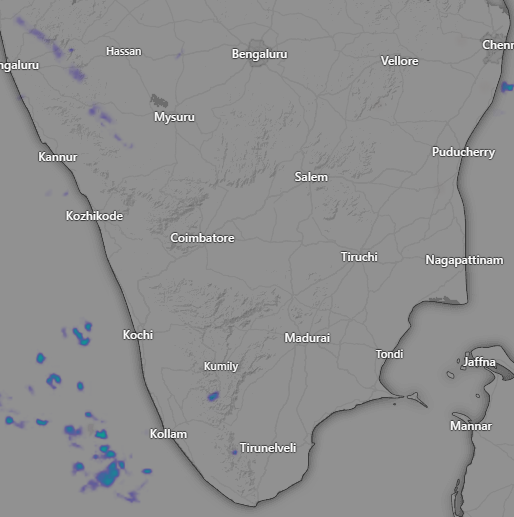 Chenn
Hassan
Bengaluru
Vellore
ngaluru
Mysuru
Puducherry
Kannur
Salem
Kozhikode
Coimbatore
Tiruchi
Nagapattinam
Kochi
Madurai
Tondi
Jaffna
Kumily
Mannar
Kollam
Tirunelveli